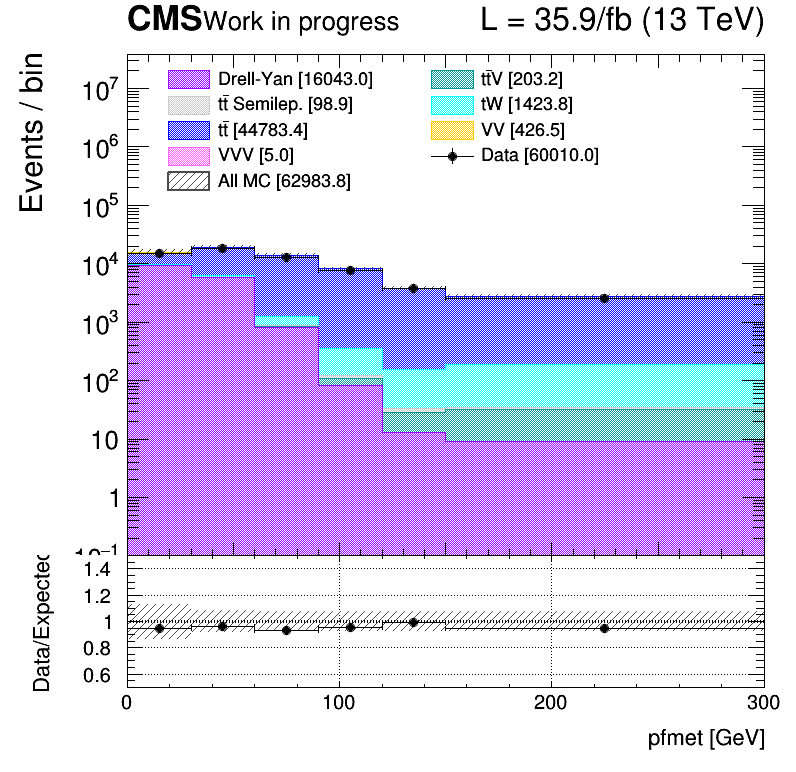 CMS Work in progress L = 35.9/fb (13 TeV)
Events / bin
Drell-Yan [16043.0]
tt̄ Semilep. [98.9]
tt̄ [44783.4]
VVV [5.0]
All MC [62983.8]
tt̄V [203.2]
tW [1423.8]
VV [426.5]
Data [60010.0]
10⁷
10⁶
10⁵
10⁴
10³
10²
10
1
10⁻¹
Data/Expected
1.4
1.2
1
0.8
0.6
0 100 200 300
pfmet [GeV]